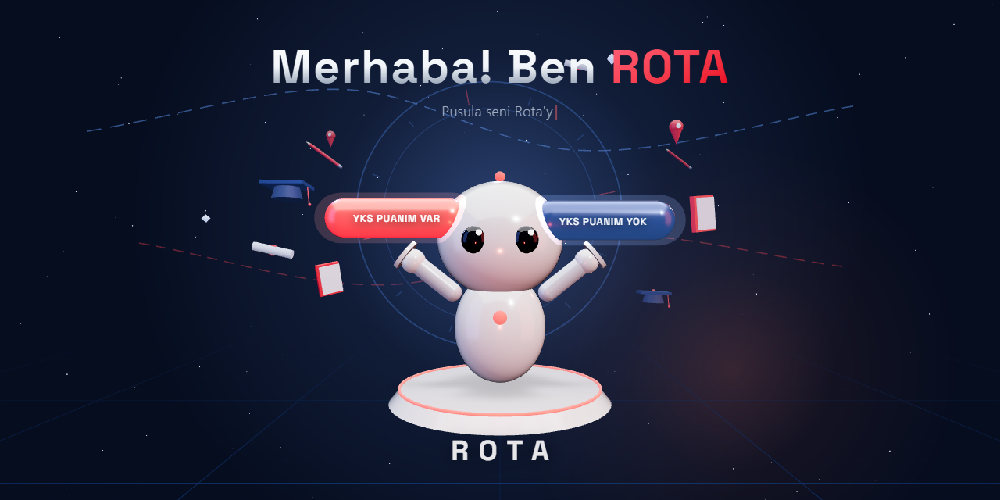 Merhaba! Ben ROTA
Pusula seni Rota'y
YKS PUANIM VAR
YKS PUANIM YOK
ROTA